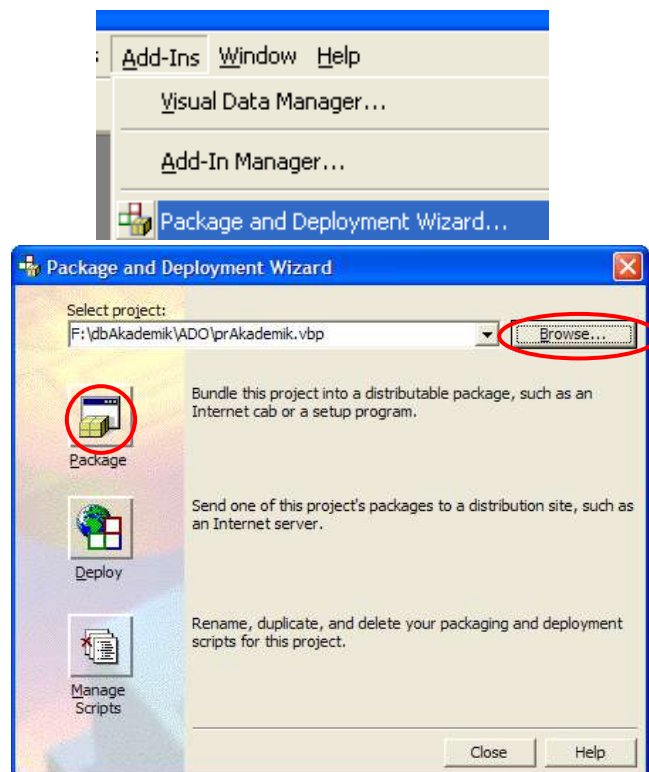 Add-Ins Window Help
Visual Data Manager...
Add-In Manager...
Package and Deployment Wizard...
Package and Deployment Wizard
Select project:
F:\dbAkademik\ADO\prAkademik.vbp
Browse...
Bundle this project into a distributable package, such as an
Internet cab or a setup program.
Package
Send one of this project's packages to a distribution site, such as
an Internet server.
Deploy
Rename, duplicate, and delete your packaging and deployment
scripts for this project.
Manage
Scripts
Close Help